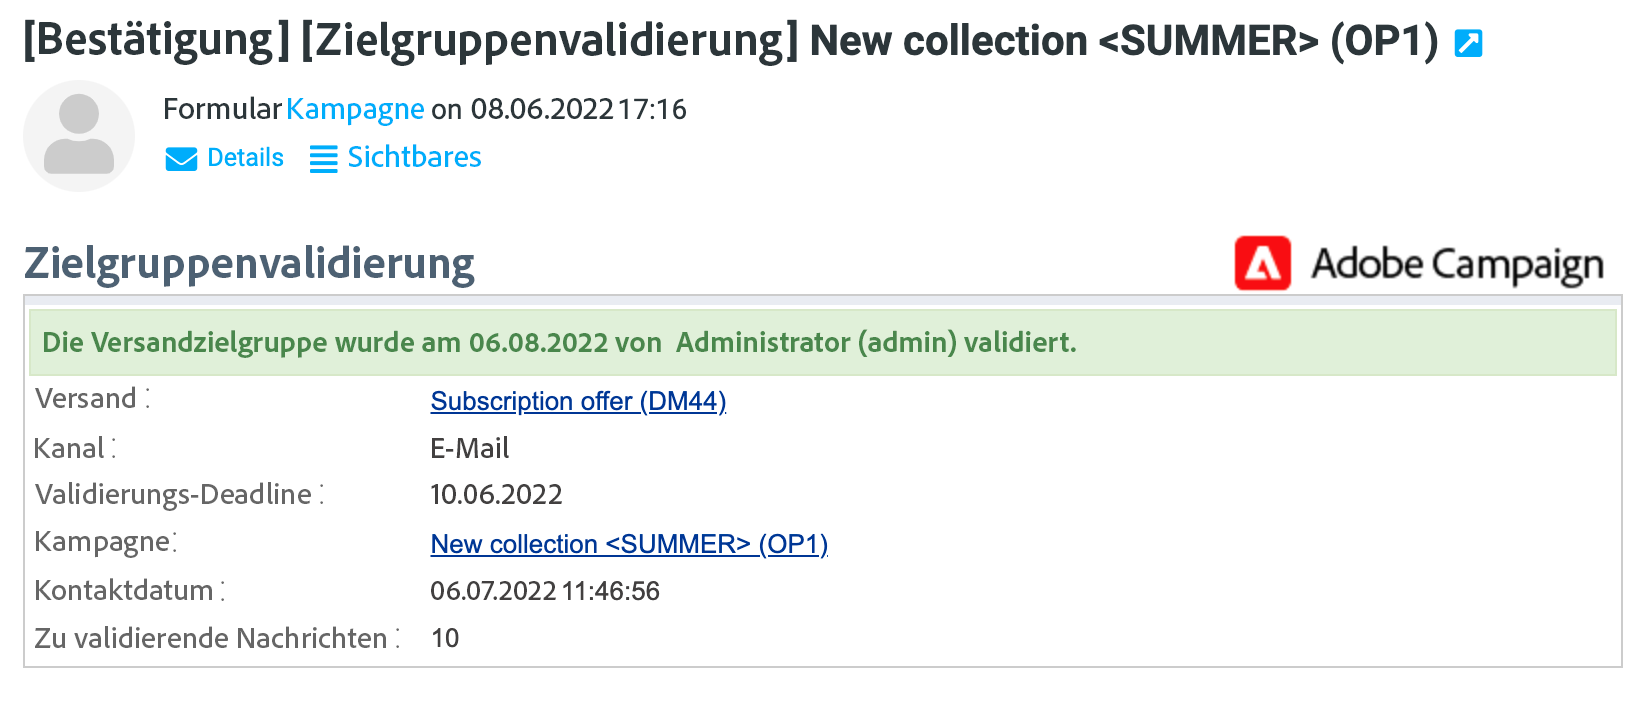 [Bestätigung] [Zielgruppenvalidierung] New collection <SUMMER> (OP1)
Formular Kampagne on 08.06.2022 17:16
Details Sichtbares
Zielgruppenvalidierung
Adobe Campaign
Die Versandzielgruppe wurde am 06.08.2022 von Administrator (admin) validiert.
Versand : Subscription offer (DM44)
Kanal : E-Mail
Validierungs-Deadline : 10.06.2022
Kampagne: New collection <SUMMER> (OP1)
Kontaktdatum : 06.07.2022 11:46:56
Zu validierende Nachrichten : 10